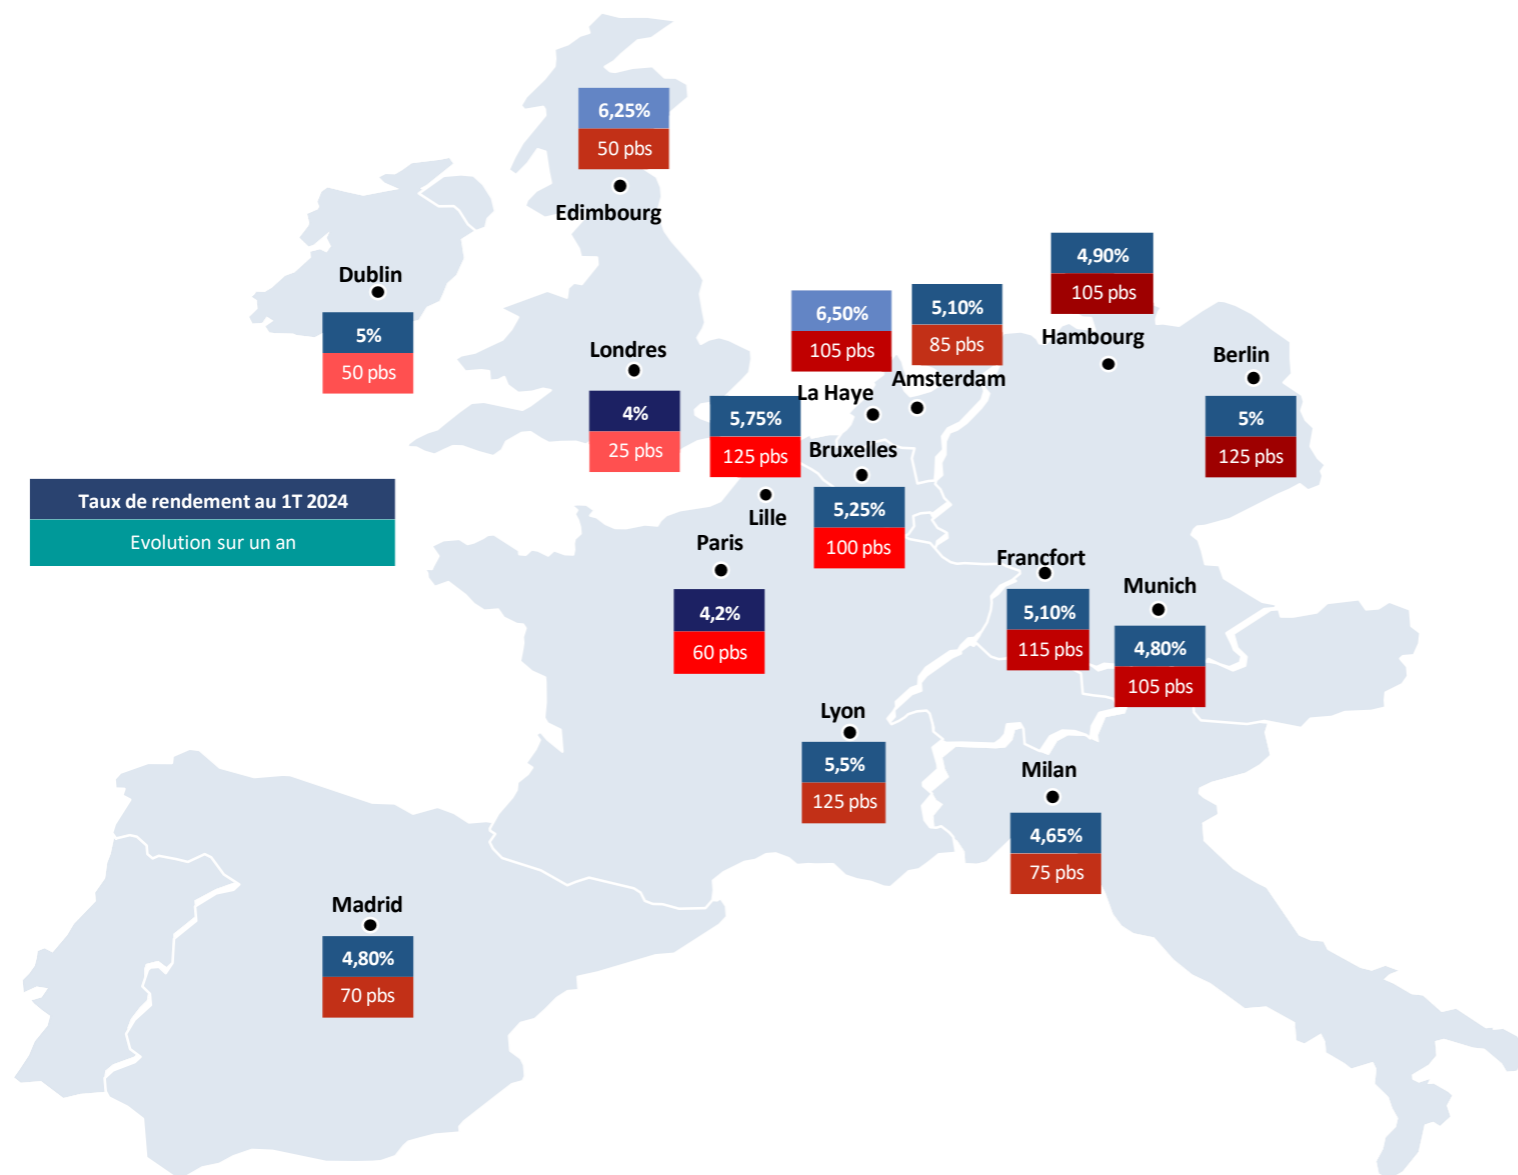 6,25%
50 pbs
Edimbourg
Dublin
5%
50 pbs
Londres
4%
25 pbs
6,50%
105 pbs
La Haye
5,10%
85 pbs
Amsterdam
4,90%
105 pbs
Hambourg
Berlin
5%
125 pbs
5,75%
125 pbs
Lille
Bruxelles
5,25%
100 pbs
Taux de rendement au 1T 2024
Evolution sur un an
Paris
4,2%
60 pbs
Francfort
5,10%
115 pbs
Munich
4,80%
105 pbs
Lyon
5,5%
125 pbs
Milan
4,65%
75 pbs
Madrid
4,80%
70 pbs